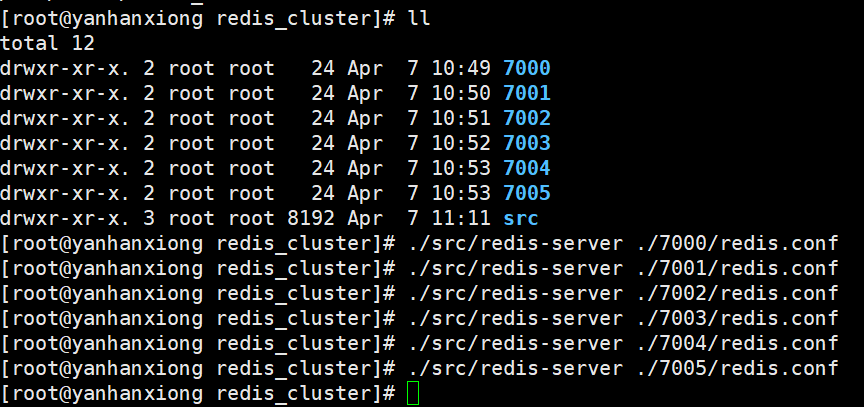 [root@yanhanxiong redis_cluster]# ll
total 12
drwxr-xr-x. 2 root root   24 Apr  7 10:49 7000
drwxr-xr-x. 2 root root   24 Apr  7 10:50 7001
drwxr-xr-x. 2 root root   24 Apr  7 10:51 7002
drwxr-xr-x. 2 root root   24 Apr  7 10:52 7003
drwxr-xr-x. 2 root root   24 Apr  7 10:53 7004
drwxr-xr-x. 2 root root   24 Apr  7 10:53 7005
drwxr-xr-x. 3 root root 8192 Apr  7 11:11 src
[root@yanhanxiong redis_cluster]# ./src/redis-server ./7000/redis.conf
[root@yanhanxiong redis_cluster]# ./src/redis-server ./7001/redis.conf
[root@yanhanxiong redis_cluster]# ./src/redis-server ./7002/redis.conf
[root@yanhanxiong redis_cluster]# ./src/redis-server ./7003/redis.conf
[root@yanhanxiong redis_cluster]# ./src/redis-server ./7004/redis.conf
[root@yanhanxiong redis_cluster]# ./src/redis-server ./7005/redis.conf
[root@yanhanxiong redis_cluster]#